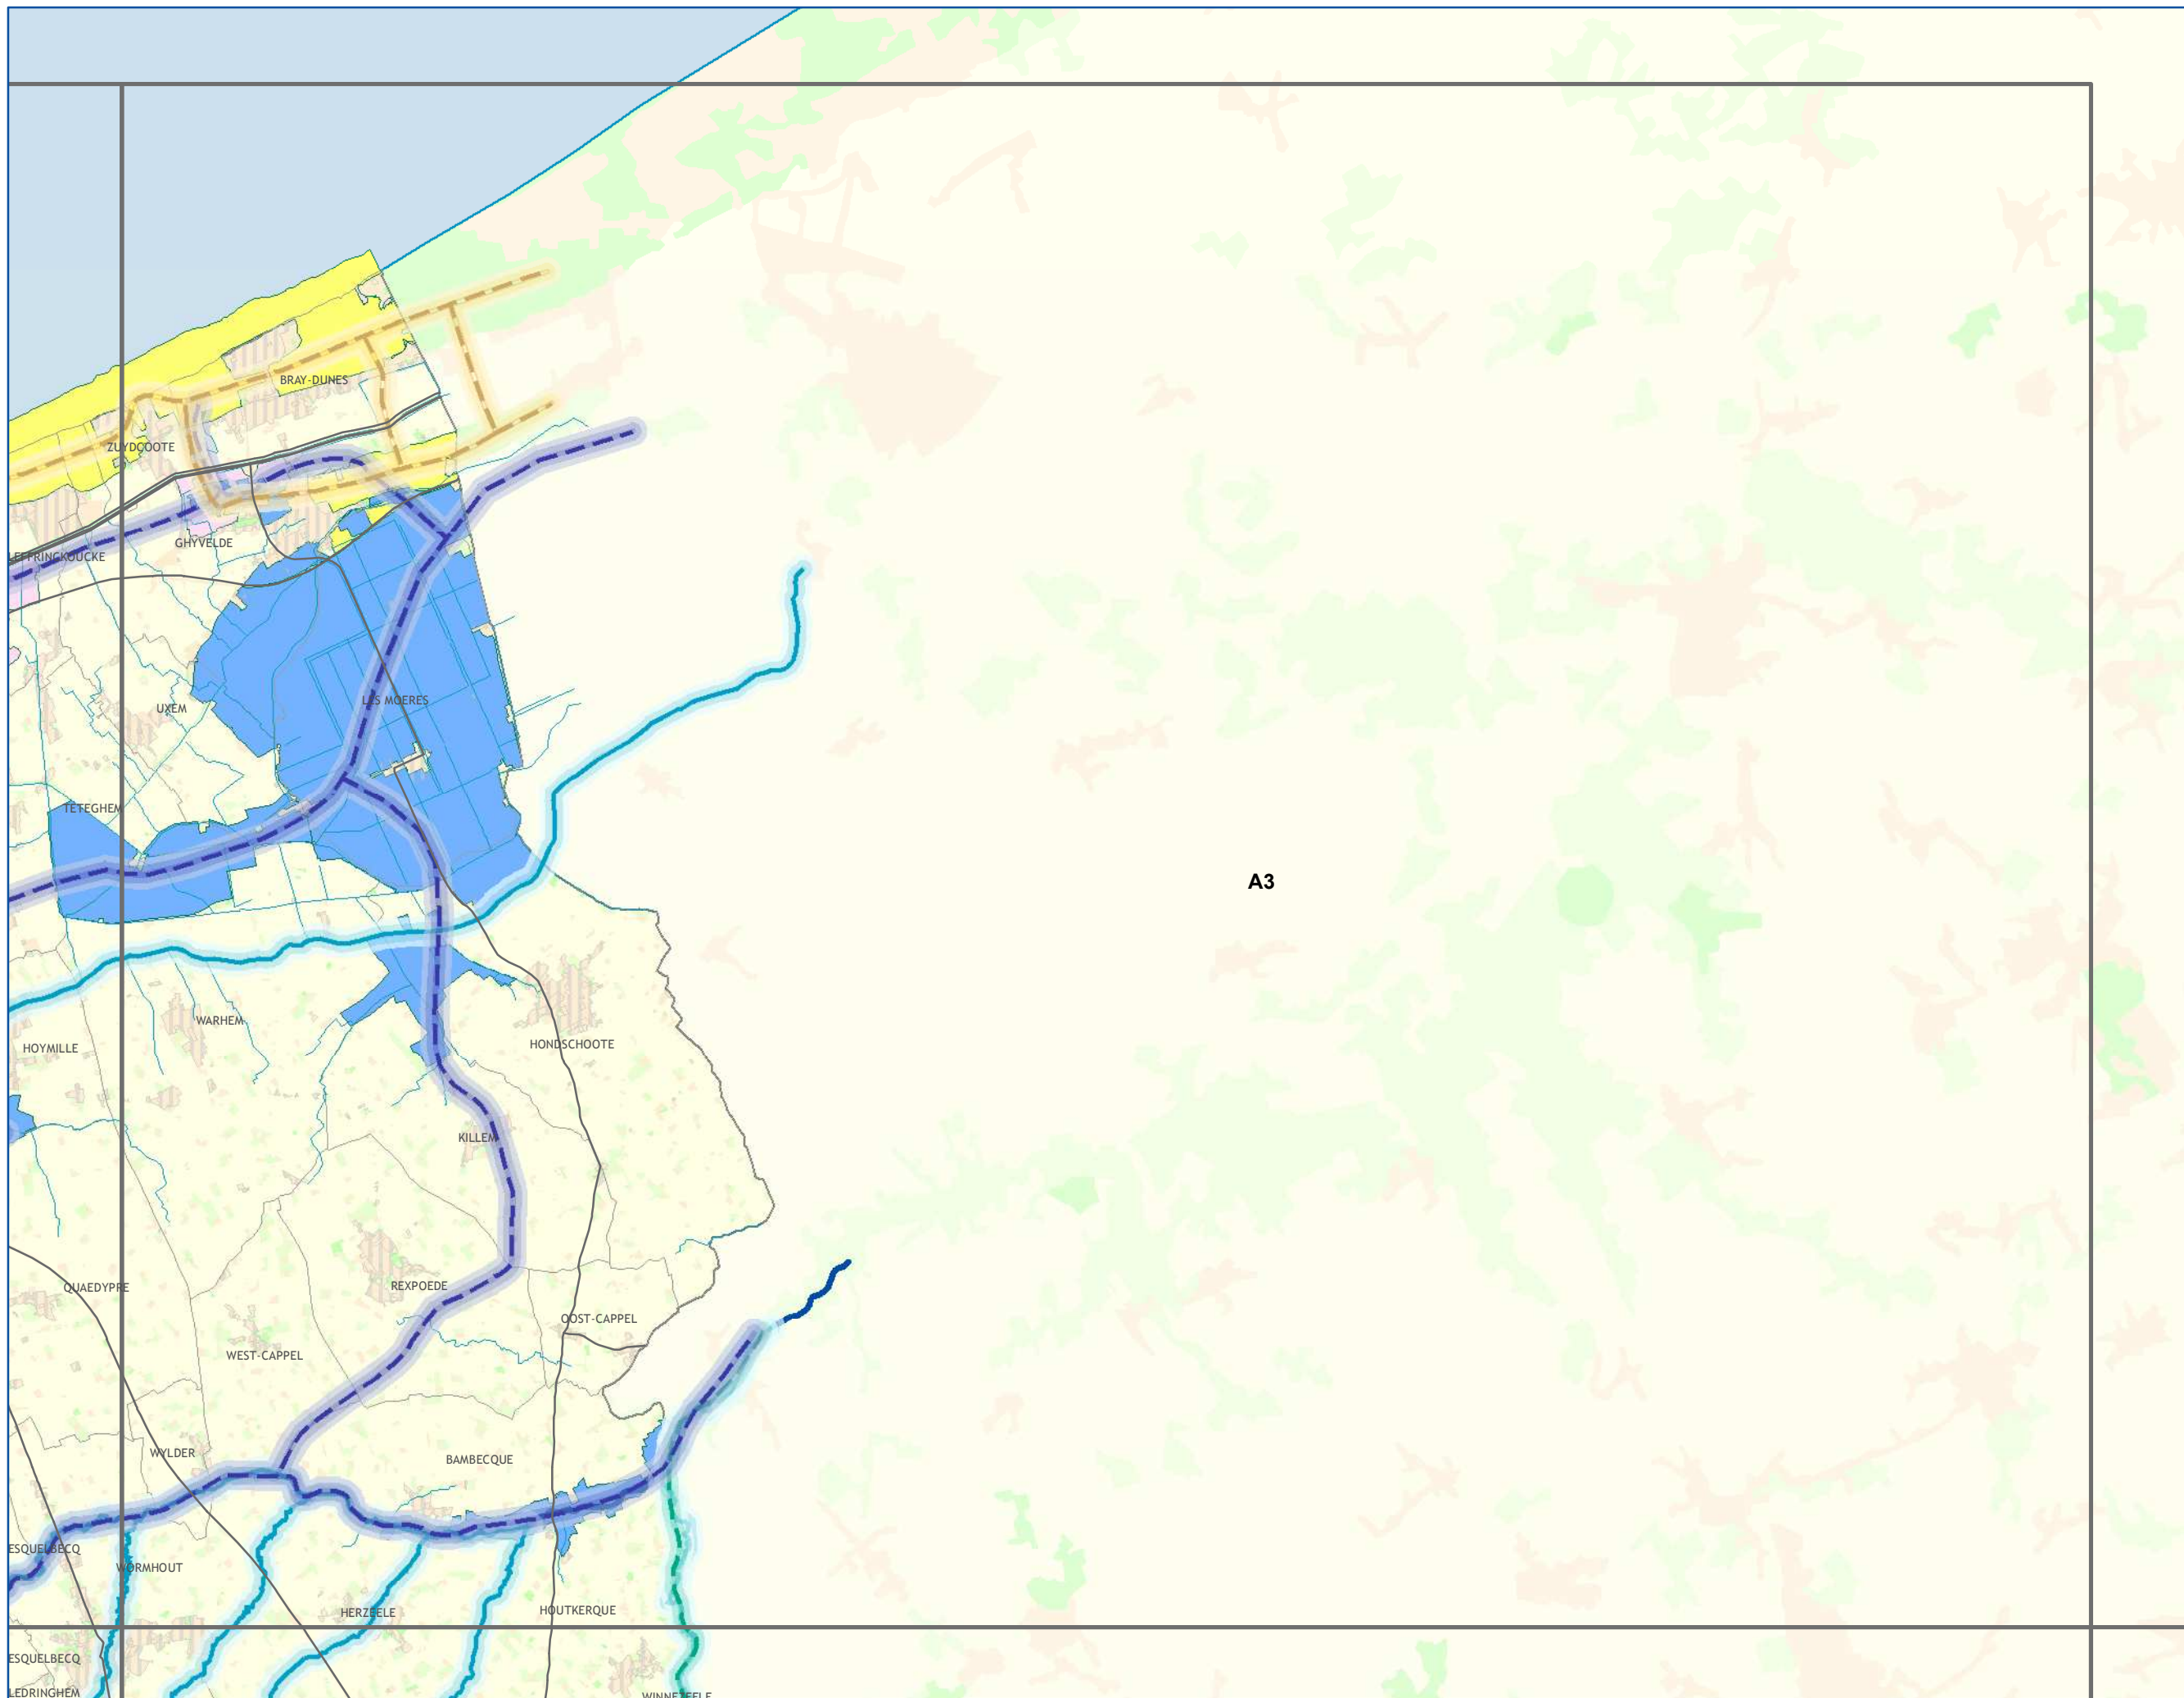 BRAY-DUNES
ZUYDCOOTE
GHYVELDE
LEFFRINCKOUCKE
LES MOERES
UXEM
TETEGHEM
A3
WARHEM
HONDSCHOOTE
HOYMILLE
KILLEM
REXPOEDE
QUAEDYPRE
OOST-CAPPEL
WEST-CAPPEL
WYLDER
BAMBECQUE
ESQUELBECQ
WORMHOUT
HERZEELE
HOUTKERQUE
ESQUELBECQ
LEDRINGHEM
WINNEZEELE